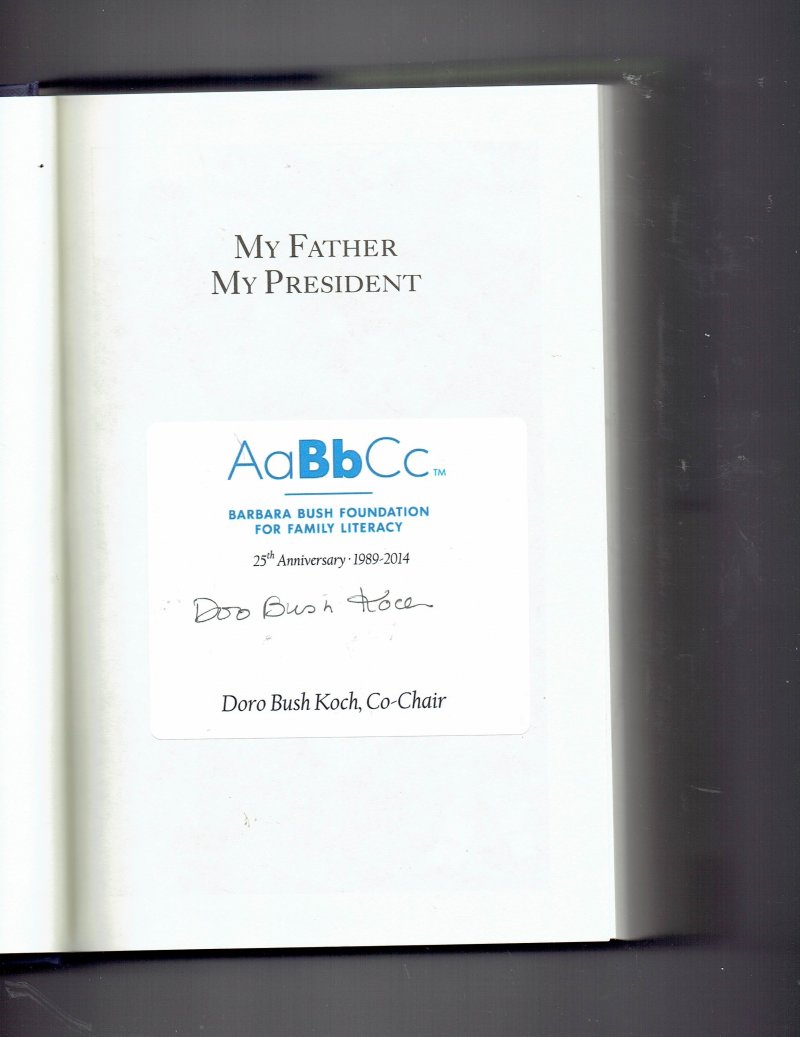 MY FATHER
MY PRESIDENT
AaBbCc™
BARBARA BUSH FOUNDATION
FOR FAMILY LITERACY
25th Anniversary · 1989-2014
Doro Bush Koch
Doro Bush Koch, Co-Chair